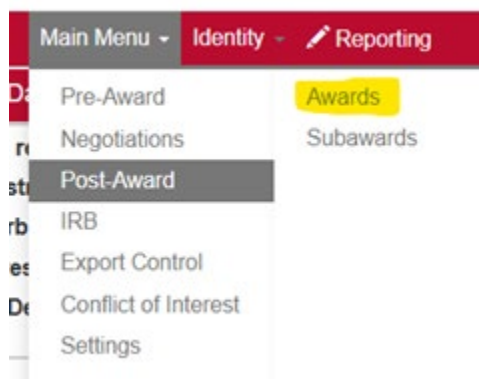 Main Menu Identity Reporting
Pre-Award Awards
Negotiations Subawards
Post-Award
IRB
Export Control
Conflict of Interest
Settings